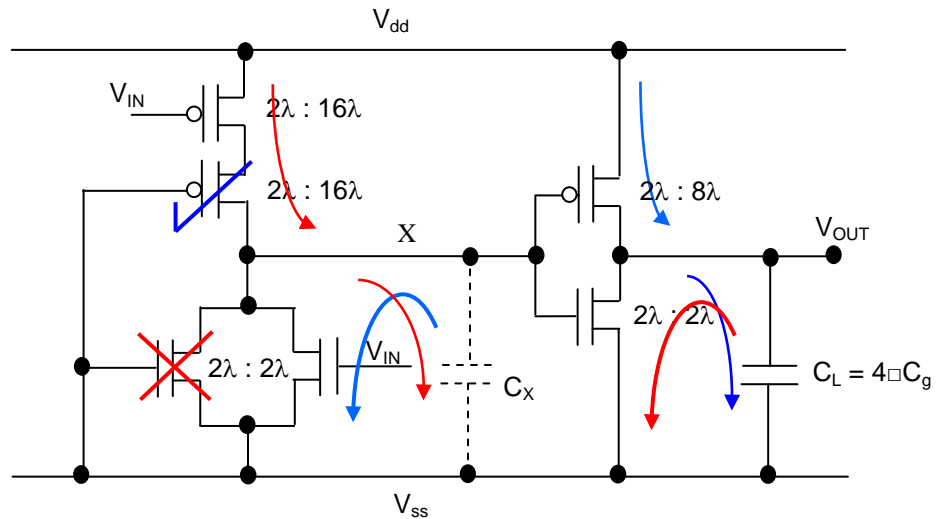 Vdd
VIN
2λ : 16λ
2λ : 16λ
2λ : 8λ
X
VOUT
2λ : 2λ
VIN
2λ : 2λ
CX
CL = 4□Cg
Vss